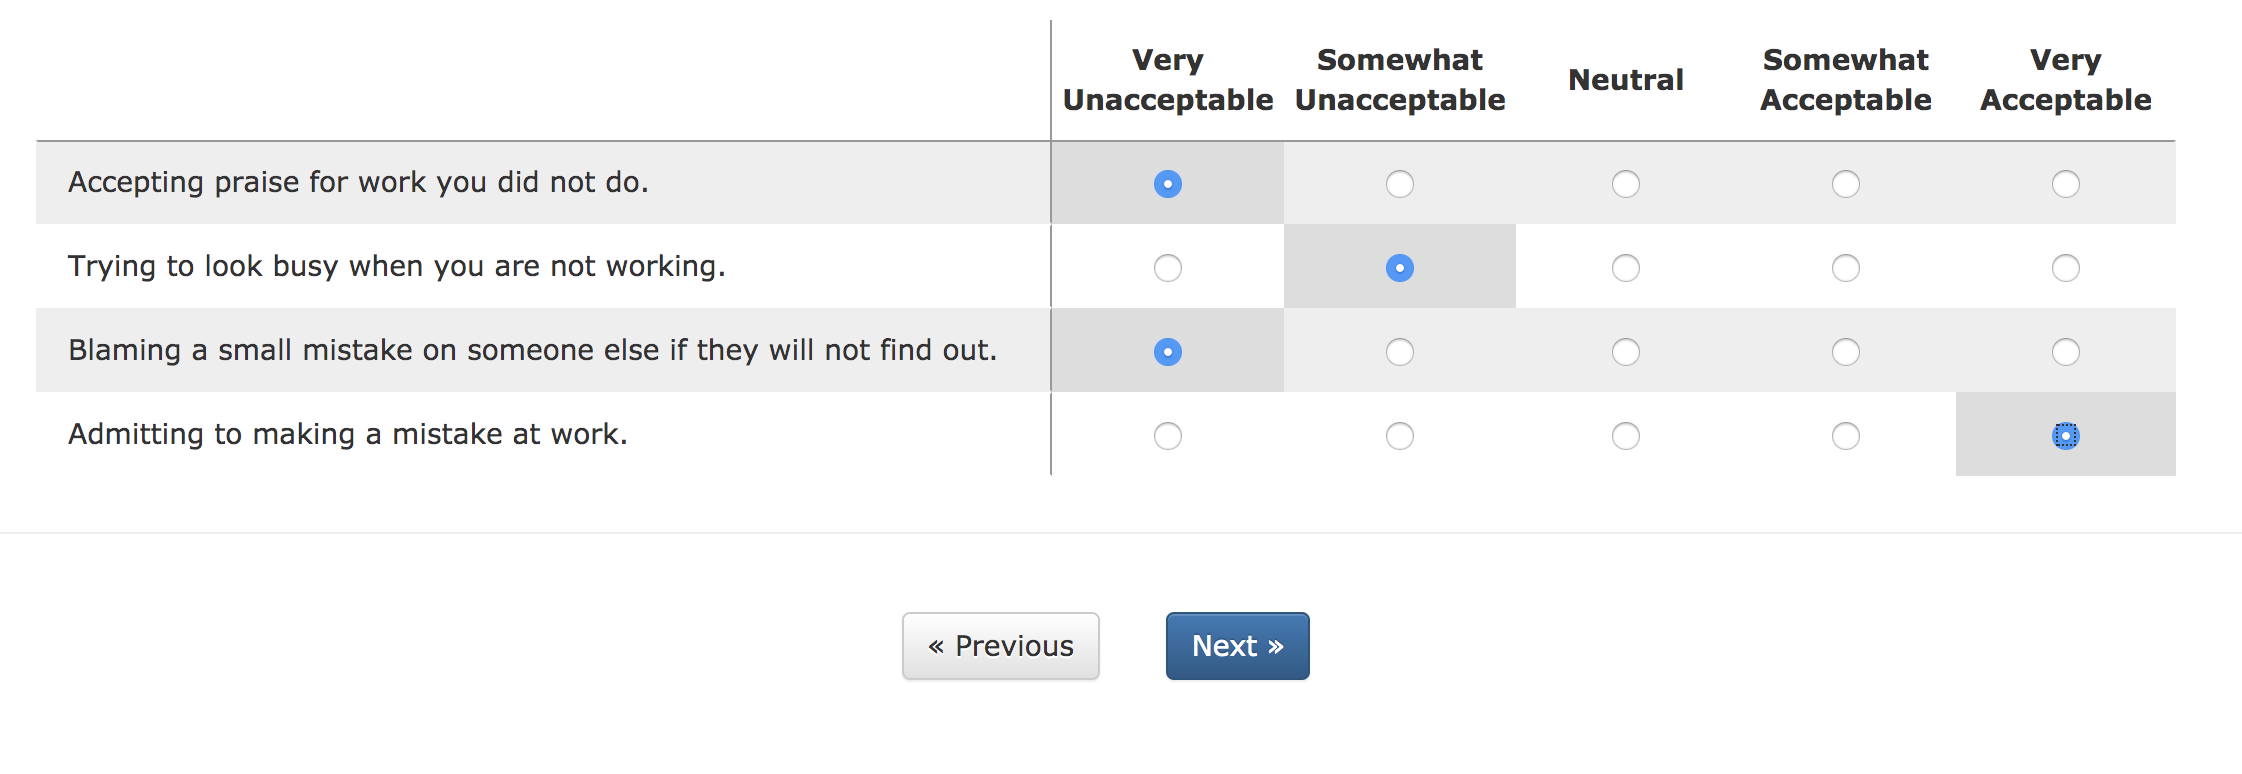 Very Unacceptable
Somewhat Unacceptable
Neutral
Somewhat Acceptable
Very Acceptable
Accepting praise for work you did not do.
Trying to look busy when you are not working.
Blaming a small mistake on someone else if they will not find out.
Admitting to making a mistake at work.
« Previous
Next »